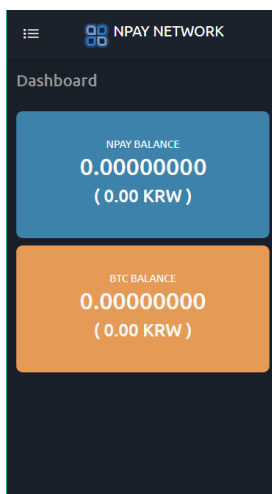 NPAY NETWORK
Dashboard
NPAY BALANCE
0.00000000
( 0.00 KRW )
BTC BALANCE
0.00000000
( 0.00 KRW )